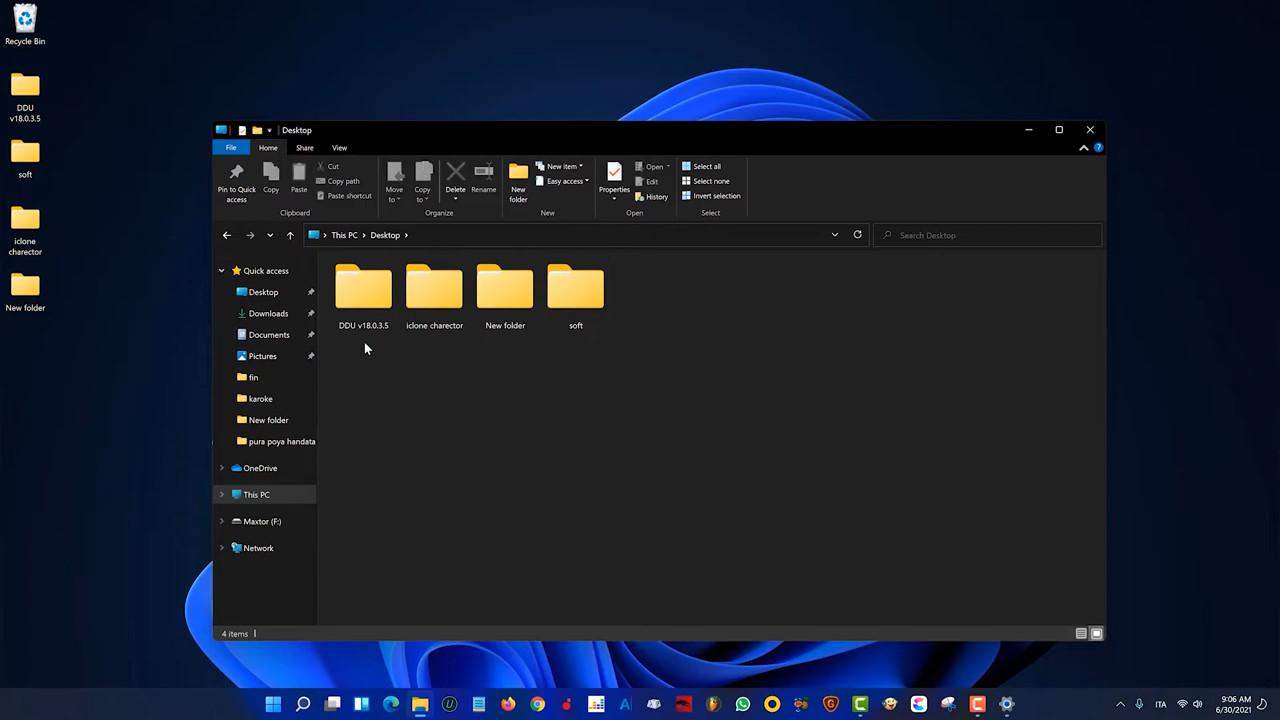 Recycle Bin
DDU
v18.0.3.5
soft
iclone
charector
New folder
Desktop
File Home Share View
Pin to Quick
access
Copy
Paste
Cut
Copy path
Paste shortcut
Clipboard
Move
to
Copy
to
Delete
Rename
Organize
New
folder
New item
Easy access
New
Properties
Open
Edit
History
Open
Select all
Select none
Invert selection
Select
This PC > Desktop >
Search Desktop
Quick access
Desktop
Downloads
Documents
Pictures
fin
karoke
New folder
pura poya handata
OneDrive
This PC
Maxtor (F:)
Network
DDU v18.0.3.5
iclone charector
New folder
soft
4 items
ITA
9:06 AM
6/30/2021